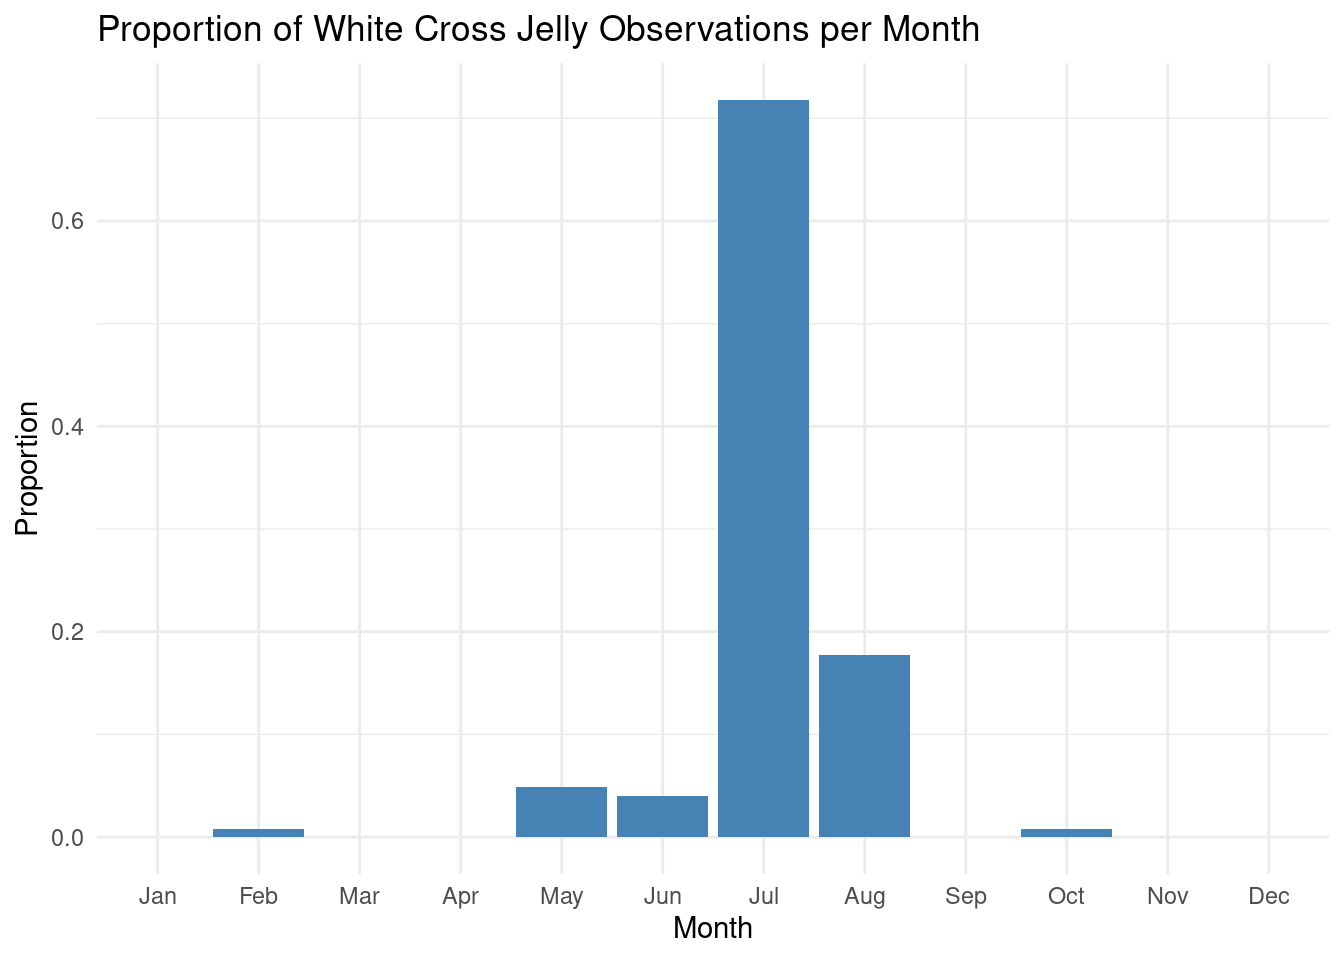 Proportion of White Cross Jelly Observations per Month
Proportion
0.6
0.4
0.2
0.0
Jan Feb Mar Apr May Jun Jul Aug Sep Oct Nov Dec
Month